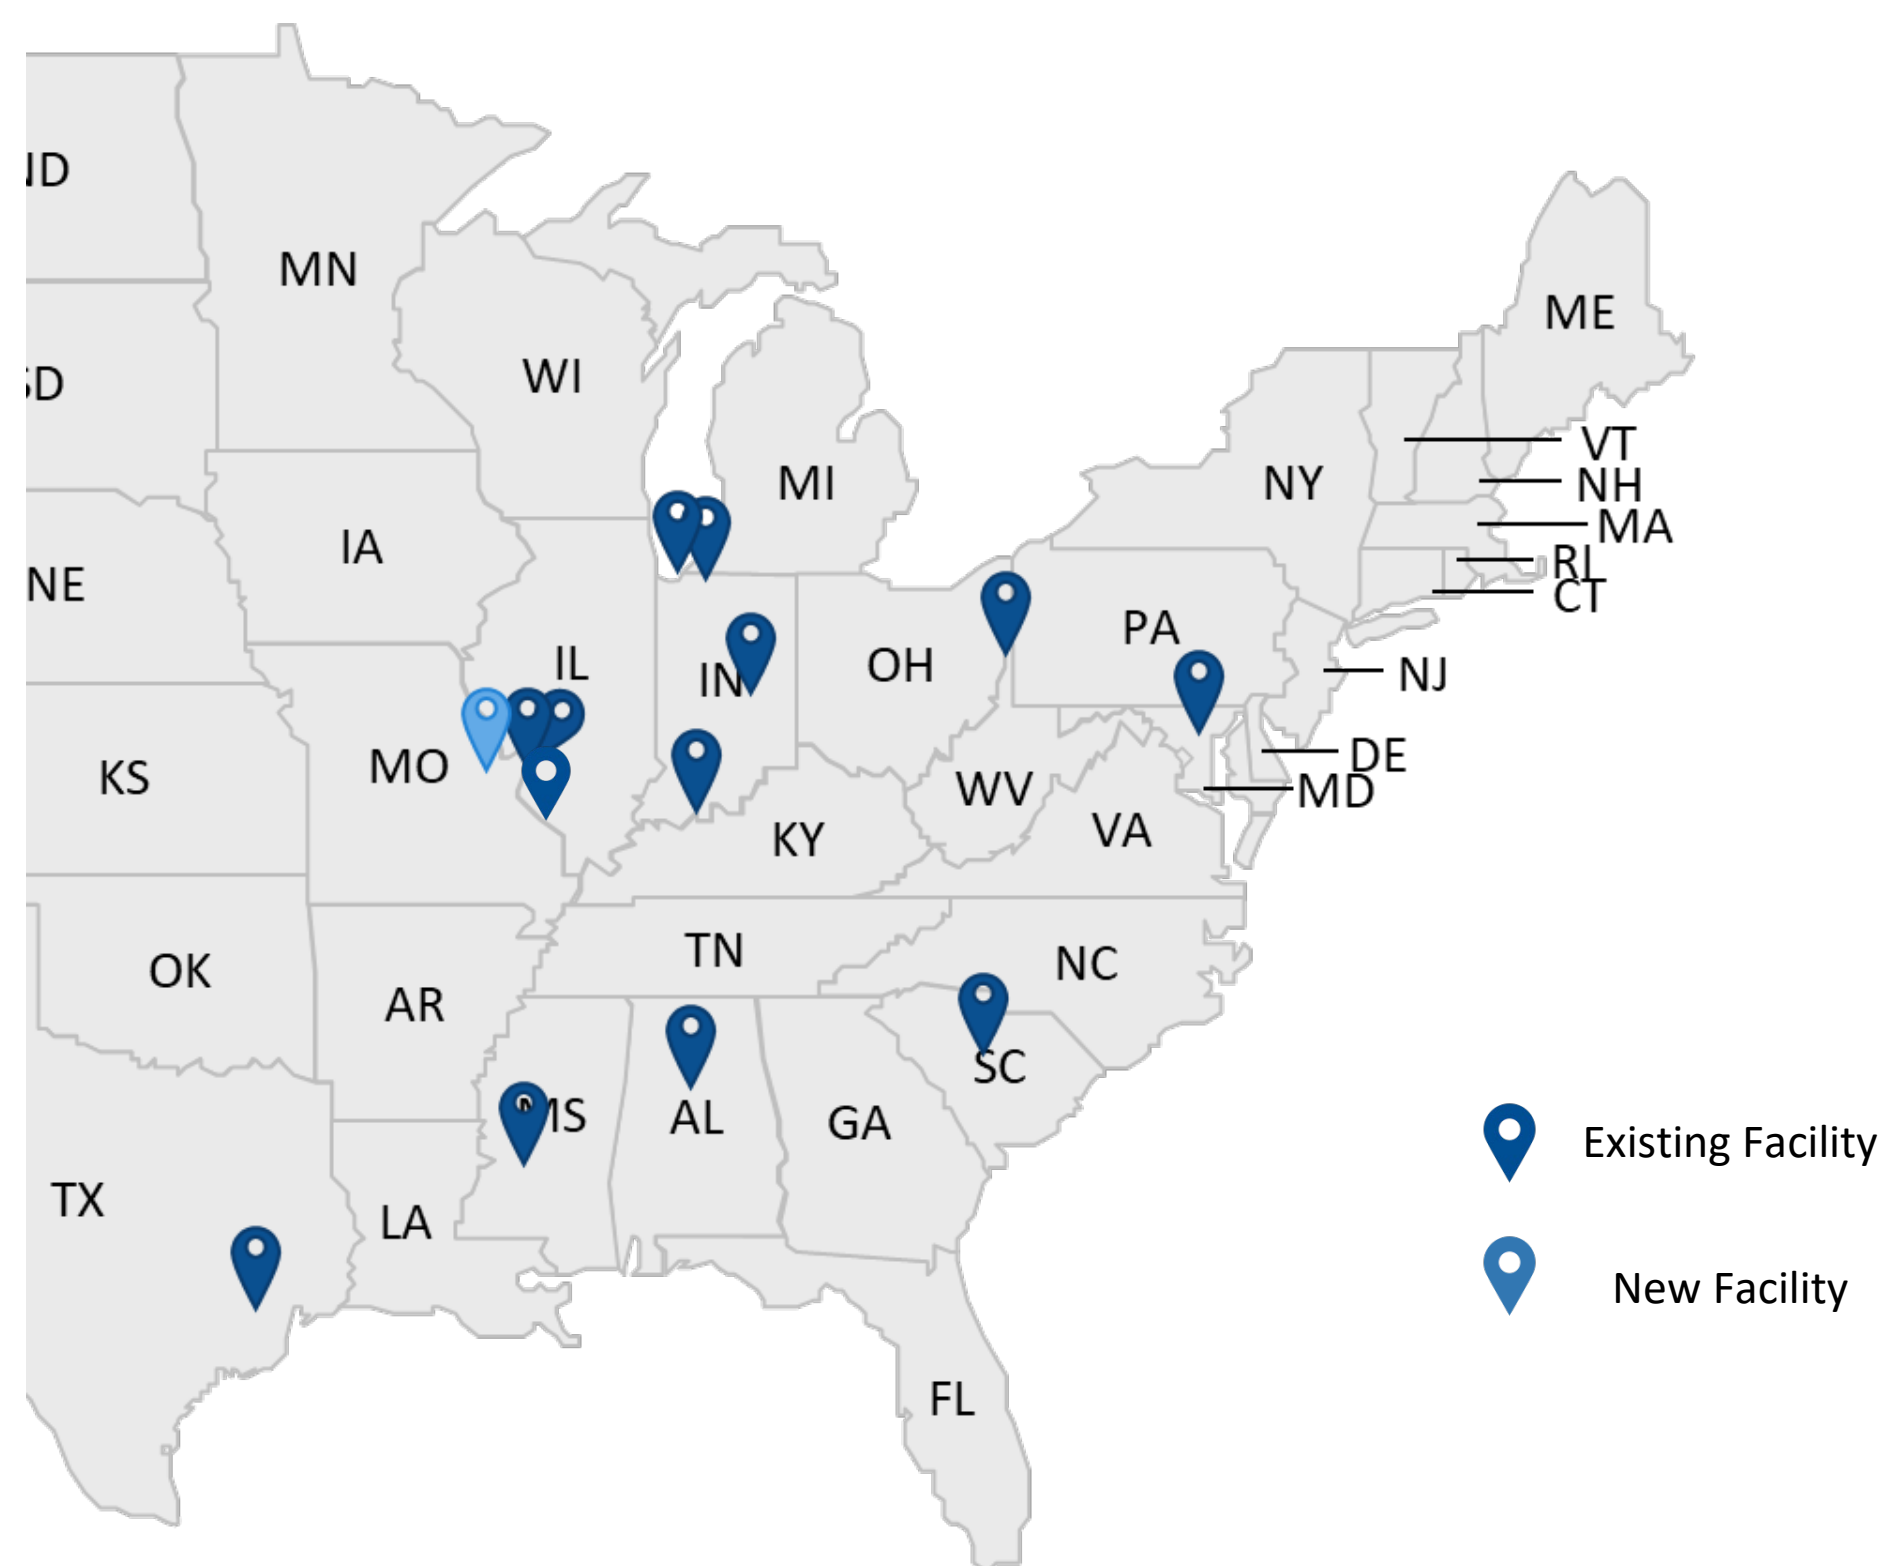 ND
MN
ME
WI
SD
VT
MI
NY
NH
MA
IA
RI
CT
NE
PA
IL
OH
IN
NJ
DE
MO
KS
WV
MD
VA
KY
TN
NC
OK
AR
SC
MS
AL
GA
Existing Facility
TX
LA
New Facility
FL